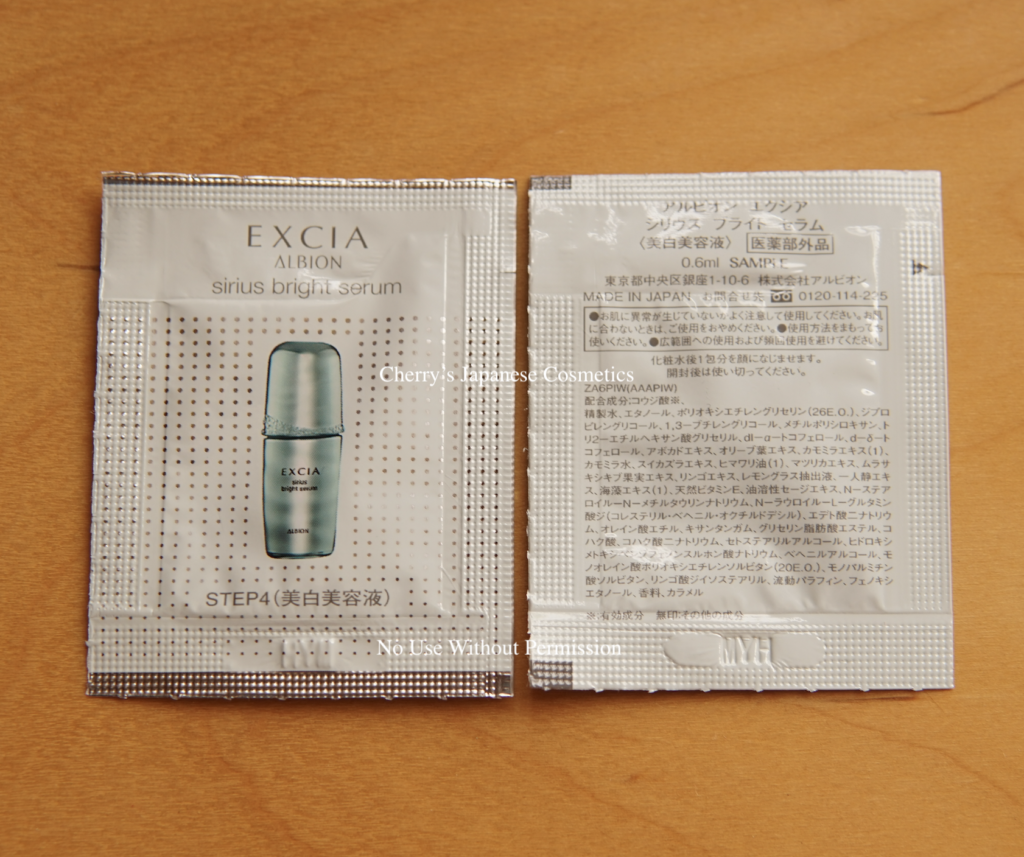 EXCIA
ALBION
sirius bright serum
EXCIA
sirius
bright serum
ALBION
STEP4(美白美容液)
アルビオン エクシア
シリウス ブライト セラム
〈美白美容液〉 医薬部外品
0.6ml SAMPLE
東京都中央区銀座1-10-6 株式会社アルビオン
MADE IN JAPAN お問合せ先 0120-114-225
●お肌に異常が生じていないかよく注意して使用してください。お肌
に合わないときは、ご使用をおやめください。●使用方法をまもってお
使いください。●広範囲への使用および頻回使用を避けてください。
化粧水後1包分を顔になじませます。
開封後は使い切ってください。
ZA6PIW(AAAPIW)
配合成分:コウジ酸※、
精製水、エタノール、ポリオキシエチレングリセリン(26E.O.)、ジプロ
ピレングリコール、1,3-ブチレングリコール、メチルポリシロキサン、ト
リ2-エチルヘキサン酸グリセリル、dl-α-トコフェロール、d-δ-ト
コフェロール、アボカドエキス、オリーブ葉エキス、カモミラエキス(1)、
カモミラ水、スイカズラエキス、ヒマワリ油(1)、マツリカエキス、ムラサ
キシキブ果実エキス、リンゴエキス、レモングラス抽出液、一人静エキ
ス、海藻エキス(1)、天然ビタミンE、油溶性セージエキス、N-ステア
ロイル-N-メチルタウリンナトリウム、N-ラウロイル-L-グルタミン
酸ジ(コレステリル・ベヘニル・オクチルドデシル)、エデト酸二ナトリウ
ム、オレイン酸エチル、キサンタンガム、グリセリン脂肪酸エステル、コ
ハク酸、コハク酸二ナトリウム、セトステアリルアルコール、ヒドロキシ
メトキシベンゾフェノンスルホン酸ナトリウム、ベヘニルアルコール、モ
ノオレイン酸ポリオキシエチレンソルビタン(20E.O.)、モノパルミチン
酸ソルビタン、リンゴ酸ジイソステアリル、流動パラフィン、フェノキシ
エタノール、香料、カラメル
※:有効成分 無印:その他の成分
MYH
Cherry's Japanese Cosmetics
No Use Without Permission